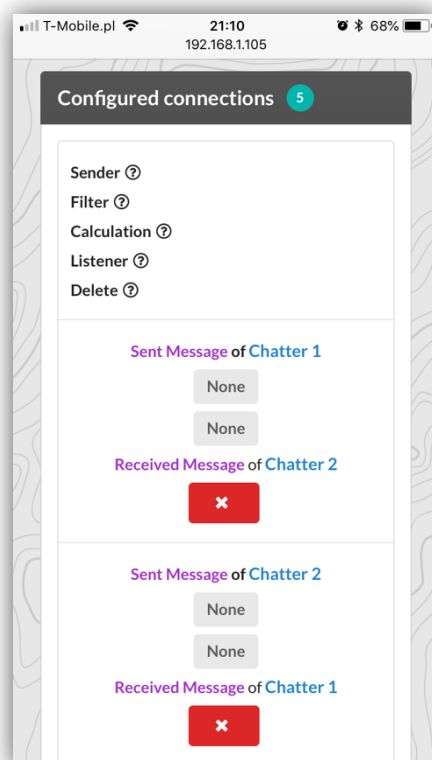 T-Mobile.pl 21:10 68%
192.168.1.105
Configured connections 5
Sender
Filter
Calculation
Listener
Delete
Sent Message of Chatter 1
None
None
Received Message of Chatter 2
Sent Message of Chatter 2
None
None
Received Message of Chatter 1